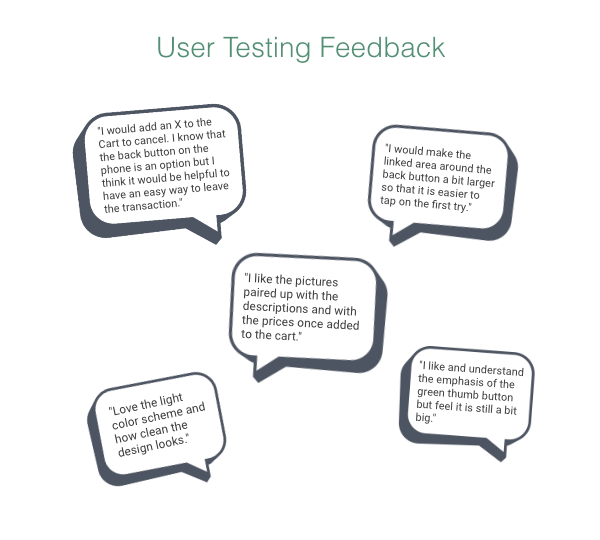 User Testing Feedback
"I would add an X to the
Cart to cancel. I know that
the back button on the
phone is an option but I
think it would be helpful to
have an easy way to leave
the transaction."
"I would make the
linked area around the
back button a bit larger
so that it is easier to
tap on the first try."
"I like the pictures
paired up with the
descriptions and with
the prices once added
to the cart."
"Love the light
color scheme and
how clean the
design looks."
"I like and understand
the emphasis of the
green thumb button
but feel it is still a bit
big."